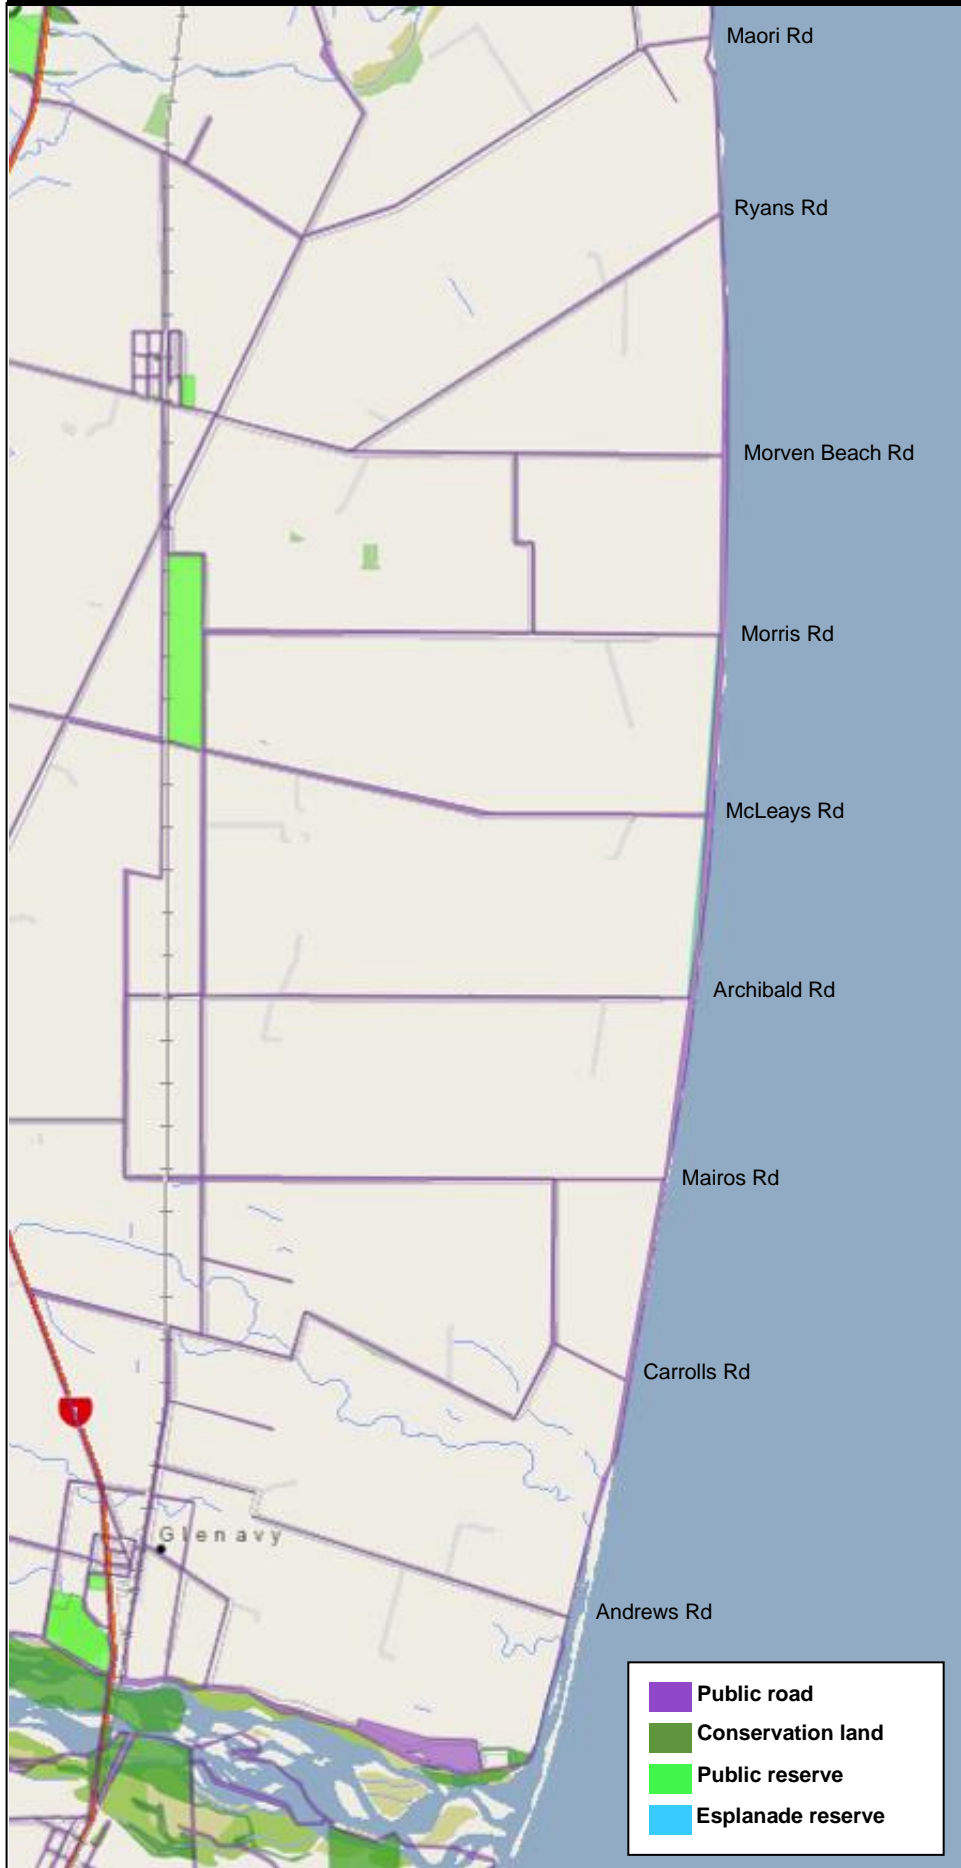 Maori Rd
Ryans Rd
Morven Beach Rd
Morris Rd
McLeays Rd
Archibald Rd
Mairos Rd
Carrolls Rd
1
Glenavy
Andrews Rd
Public road
Conservation land
Public reserve
Esplanade reserve